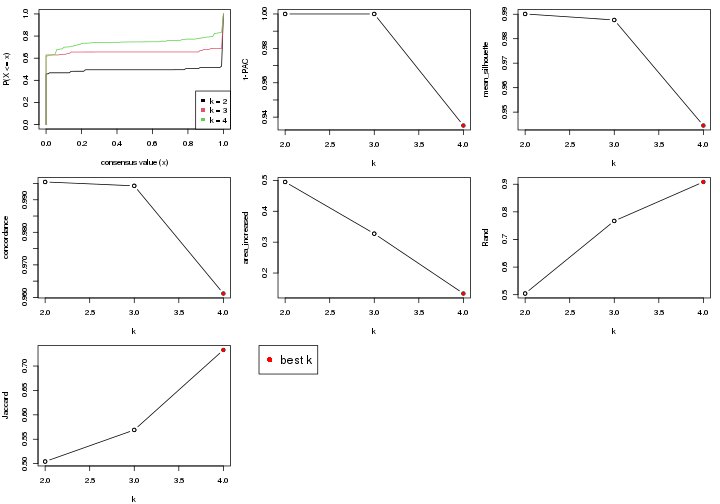 P(X <= x)
1.0
0.8
0.6
0.4
0.2
0.0
0.0 0.2 0.4 0.6 0.8 1.0
consensus value (x)
k = 2
k = 3
k = 4
1-PAC
1.00
0.98
0.96
0.94
2.0 2.5 3.0 3.5 4.0
k
mean_silhouette
0.99
0.98
0.97
0.96
0.95
2.0 2.5 3.0 3.5 4.0
k
concordance
0.990
0.980
0.970
0.960
2.0 2.5 3.0 3.5 4.0
k
area_increased
0.5
0.4
0.3
0.2
2.0 2.5 3.0 3.5 4.0
k
Rand
0.9
0.8
0.7
0.6
0.5
2.0 2.5 3.0 3.5 4.0
k
Jaccard
0.70
0.65
0.60
0.55
0.50
2.0 2.5 3.0 3.5 4.0
k
best k